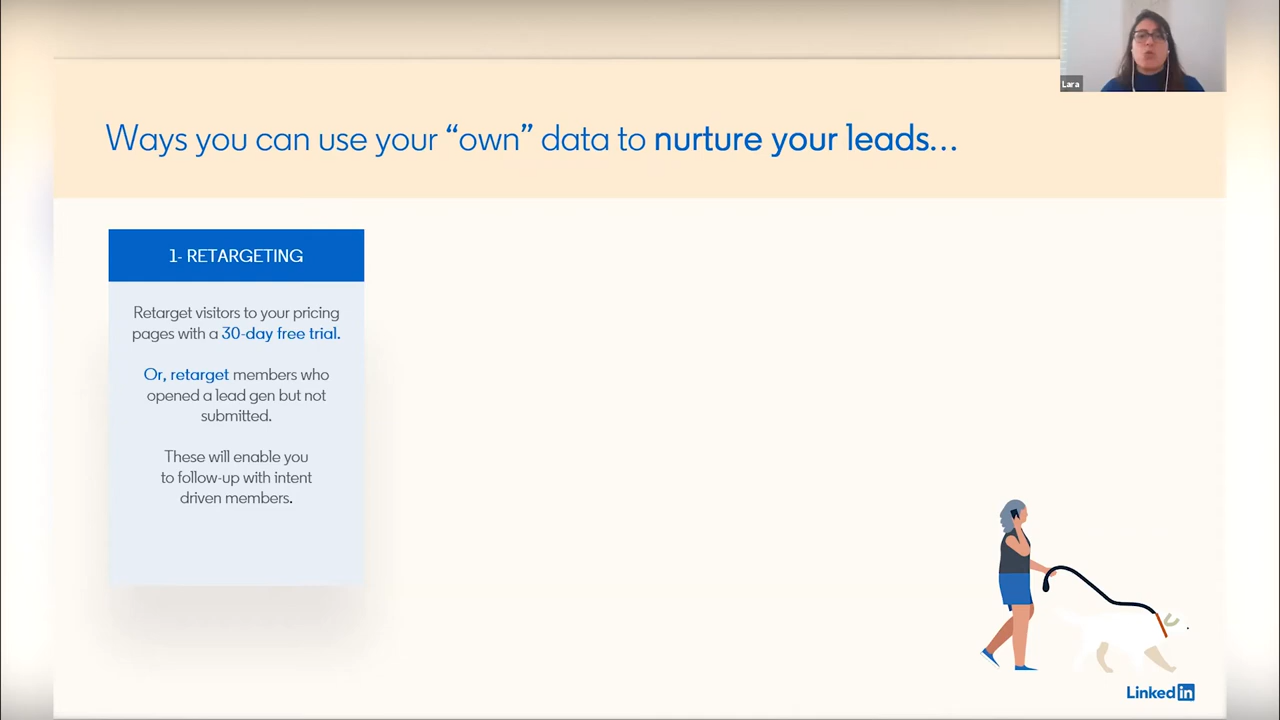 Lara
Ways you can use your “own” data to nurture your leads...
1- RETARGETING
Retarget visitors to your pricing
pages with a 30-day free trial.
Or, retarget members who
opened a lead gen but not
submitted.
These will enable you
to follow-up with intent
driven members.
Linked in